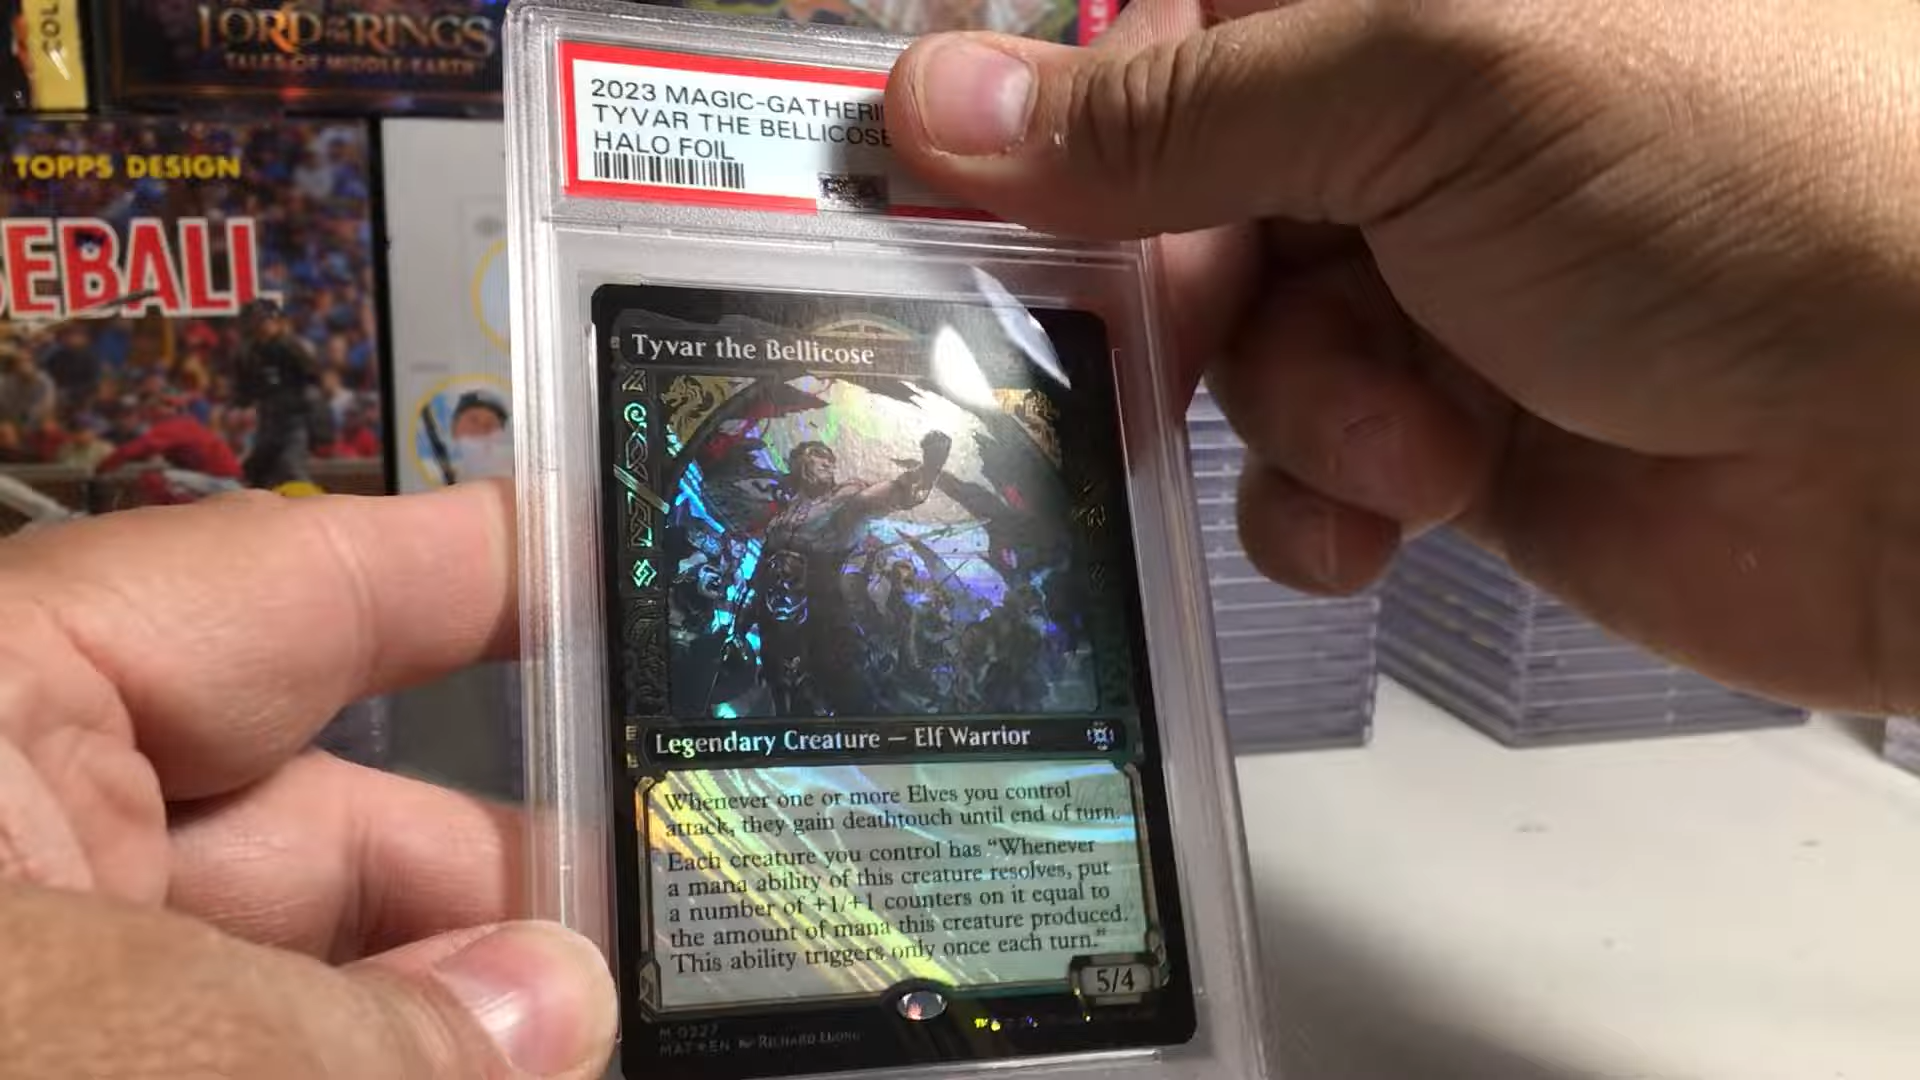 COL
LORD OF THE RINGS
TALES OF MIDDLE-EARTH
TOPPS DESIGN
EBALL
2023 MAGIC-GATHERI
TYVAR THE BELLICOSE
HALO FOIL
Tyvar the Bellicose
Legendary Creature — Elf Warrior
Whenever one or more Elves you control
attack, they gain deathtouch until end of turn.
Each creature you control has “Whenever
a mana ability of this creature resolves, put
a number of +1/+1 counters on it equal to
the amount of mana this creature produced.
This ability triggers only once each turn.”
5/4
M 0227
MAT★EN
RICHARD